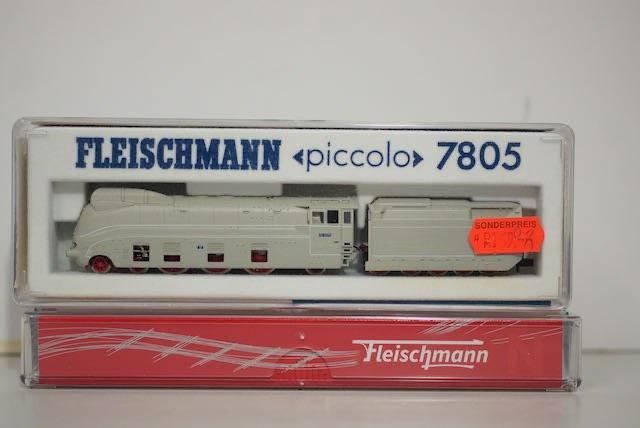 FLEISCHMANN «piccolo» 7805
SONDERPREIS
Fleischmann